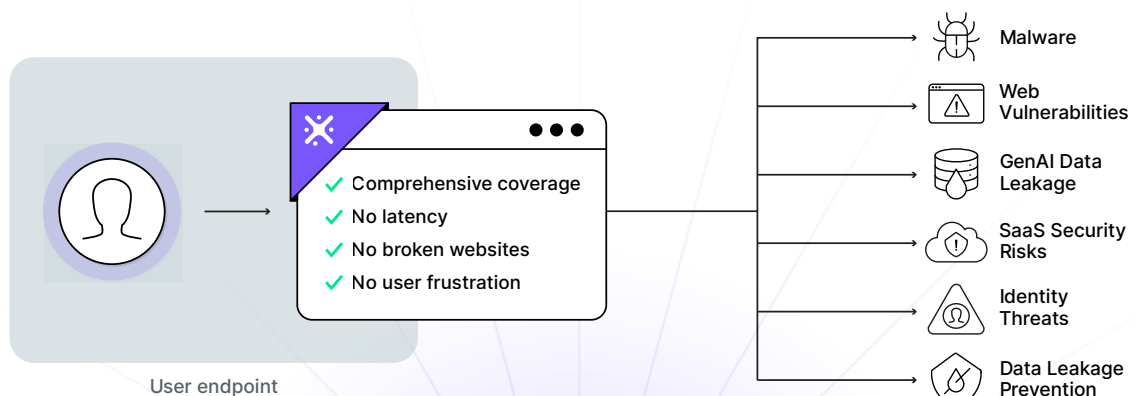 Malware
Web
Vulnerabilities
Comprehensive coverage
No latency
No broken websites
No user frustration
GenAI Data
Leakage
SaaS Security
Risks
Identity
Threats
Data Leakage
Prevention
User endpoint